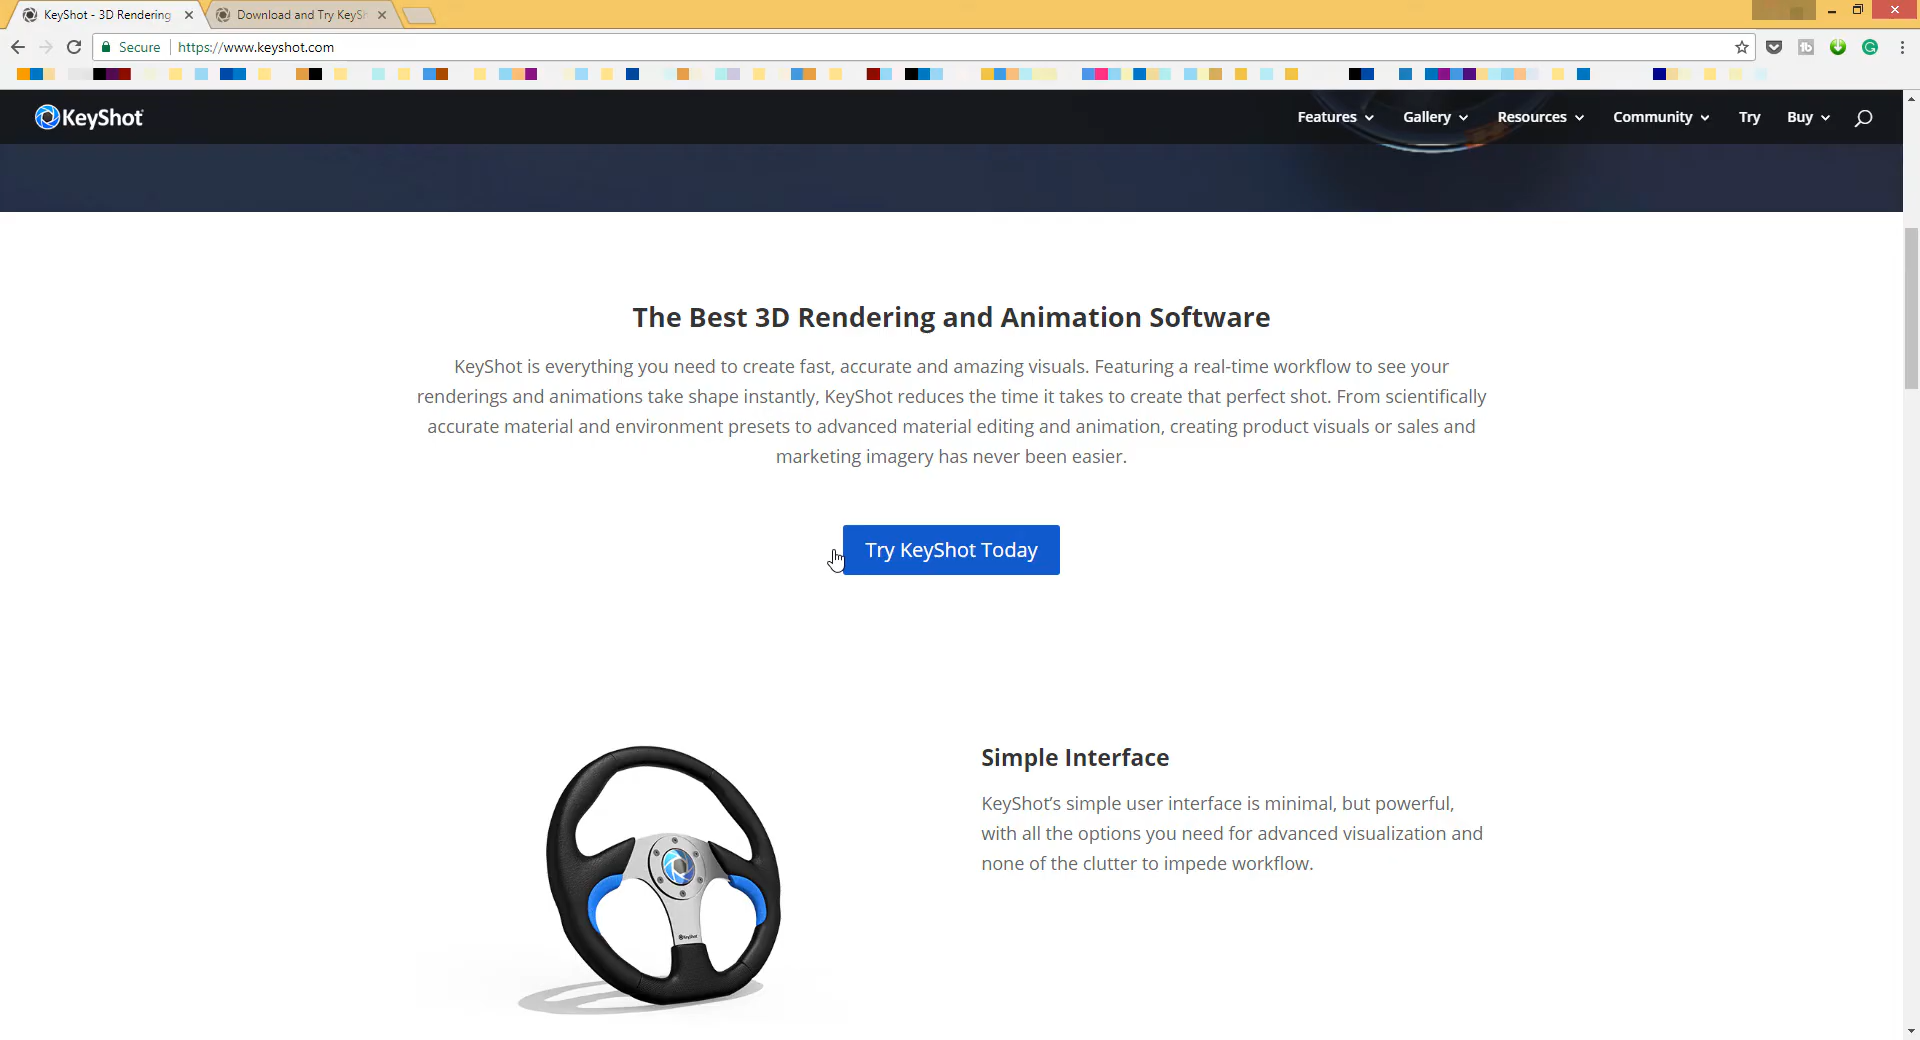 KeyShot - 3D Rendering
Download and Try KeySh
Secure
https://www.keyshot.com
KeyShot
Features
Gallery
Resources
Community
Try
Buy
The Best 3D Rendering and Animation Software
KeyShot is everything you need to create fast, accurate and amazing visuals. Featuring a real-time workflow to see your
renderings and animations take shape instantly, KeyShot reduces the time it takes to create that perfect shot. From scientifically
accurate material and environment presets to advanced material editing and animation, creating product visuals or sales and
marketing imagery has never been easier.
Try KeyShot Today
Simple Interface
KeyShot’s simple user interface is minimal, but powerful,
with all the options you need for advanced visualization and
none of the clutter to impede workflow.
KeyShot